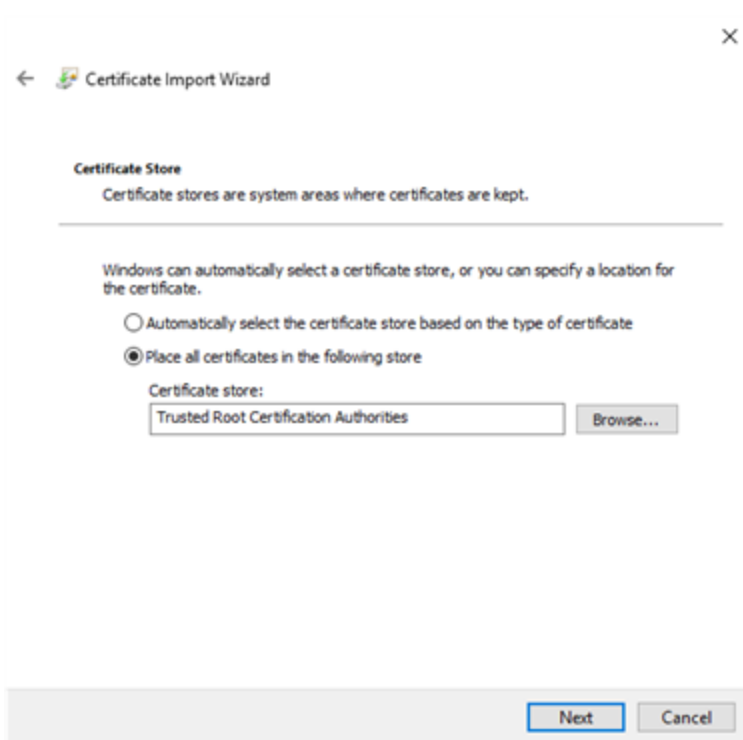 Certificate Import Wizard
Certificate Store
Certificate stores are system areas where certificates are kept.
Windows can automatically select a certificate store, or you can specify a location for
the certificate.
Automatically select the certificate store based on the type of certificate
Place all certificates in the following store
Certificate store:
Trusted Root Certification Authorities
Browse...
Next
Cancel